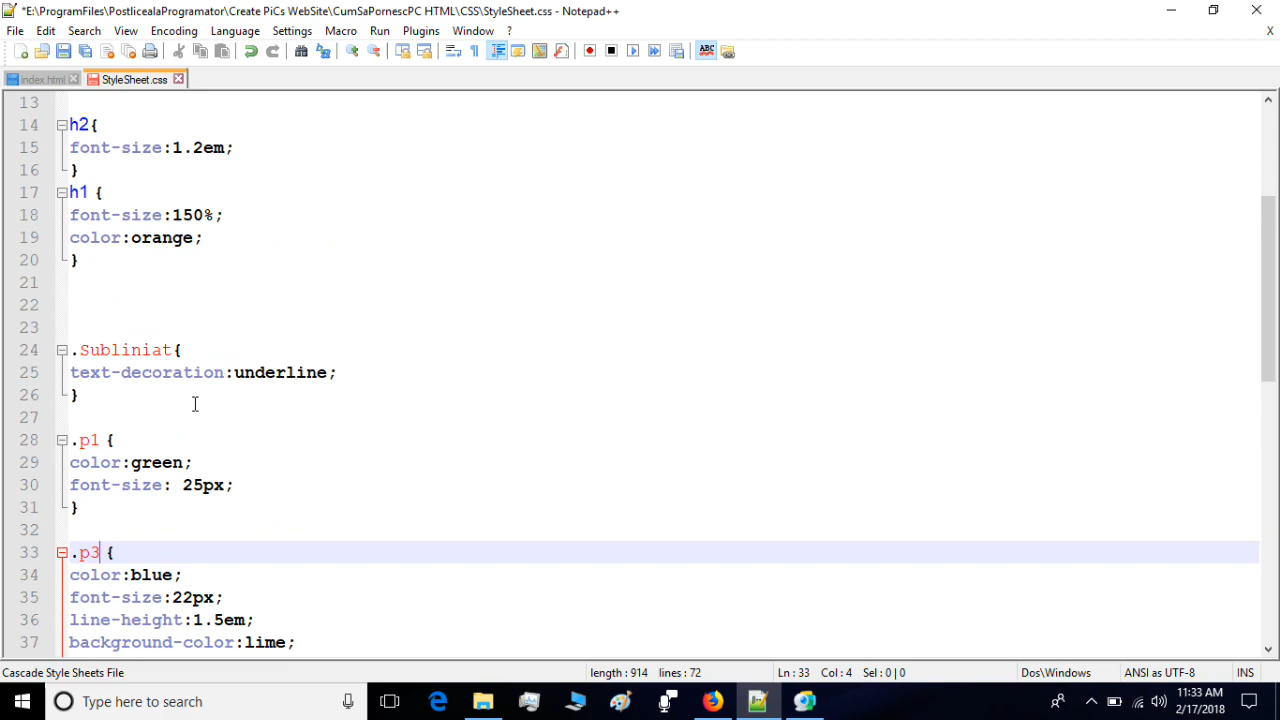 *E:\ProgramFiles\PostlicealaProgramator\Create PiCs WebSite\CumSaPornescPC HTML\CSS\StyleSheet.css - Notepad++
File Edit Search View Encoding Language Settings Macro Run Plugins Window ? X
index.html StyleSheet.css
13
14 h2{
15 font-size:1.2em;
16 }
17 h1 {
18 font-size:150%;
19 color:orange;
20 }
21
22
23
24 .Subliniat{
25 text-decoration:underline;
26 }
27
28 .p1 {
29 color:green;
30 font-size: 25px;
31 }
32
33 .p3 {
34 color:blue;
35 font-size:22px;
36 line-height:1.5em;
37 background-color:lime;
Cascade Style Sheets File length : 914 lines : 72 Ln : 33 Col : 4 Sel : 0 | 0 Dos\Windows ANSI as UTF-8 INS
Type here to search
11:33 AM
2/17/2018